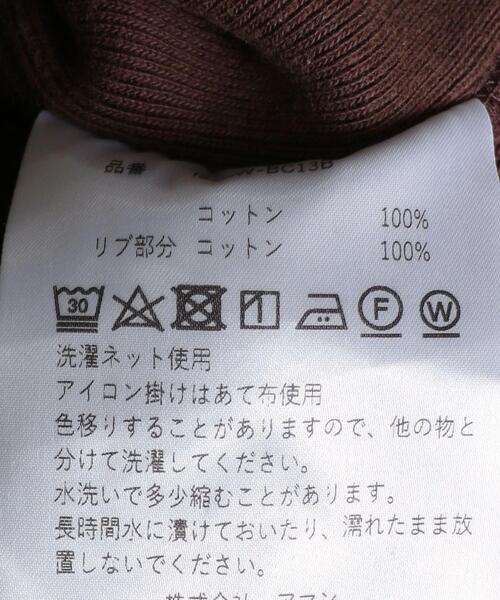 品番 W-BC13B
コットン 100%
リブ部分 コットン 100%
30 F W
洗濯ネット使用
アイロン掛けはあて布使用
色移りすることがありますので、他の物と
分けて洗濯してください。
水洗いで多少縮むことがあります。
長時間水に漬けておいたり、濡れたまま放
置しないでください。
株式会社